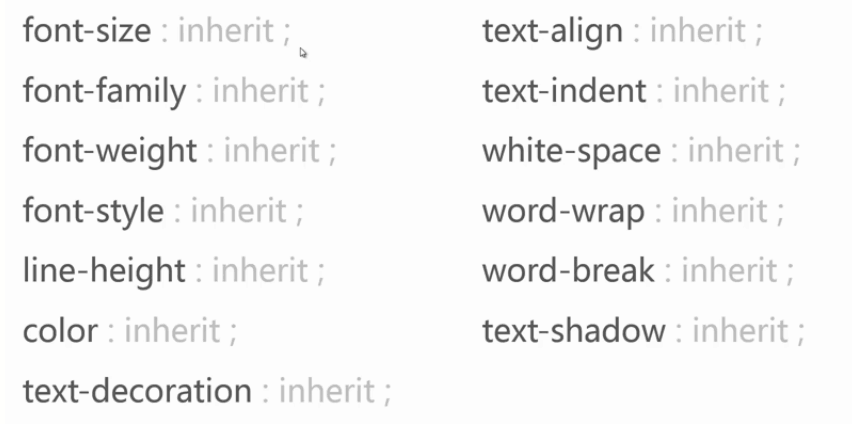 font-size : inherit ;
font-family : inherit ;
font-weight : inherit ;
font-style : inherit ;
line-height : inherit ;
color : inherit ;
text-decoration : inherit ;
text-align : inherit ;
text-indent : inherit ;
white-space : inherit ;
word-wrap : inherit ;
word-break : inherit ;
text-shadow : inherit ;